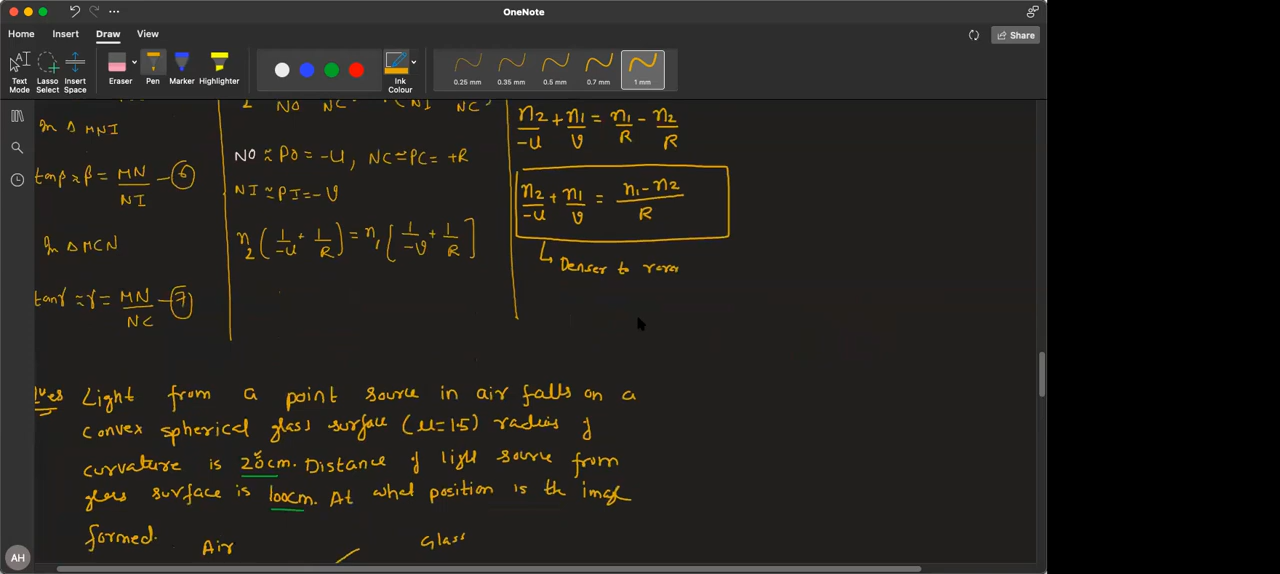 OneNote
Home Insert Draw View
Share
Text Mode
Lasso Select
Insert Space
Eraser
Pen
Marker
Highlighter
Ink Colour
0.25 mm
0.35 mm
0.5 mm
0.7 mm
1 mm
In Δ MNI
tanβ ≈ β = MN/NI — ⑥
In Δ MCN
tanγ ≈ γ = MN/NC — ⑦
2 NO NC NI NC
NO ≈ PO = -u, NC ≈ PC = +R
NI ≈ PI = -v
n₂ (1/-u + 1/R) = n₁ [1/-v + 1/R]
n₂/-u + n₁/v = n₁/R - n₂/R
n₂/-u + n₁/v = n₁-n₂/R
↳ Denser to rarer
Ques Light from a point source in air falls on a
convex spherical glass surface (μ=1.5) radius of
curvature is 20cm. Distance of light source from
glass surface is 100cm. At what position is the image
formed.
Air Glass
AH